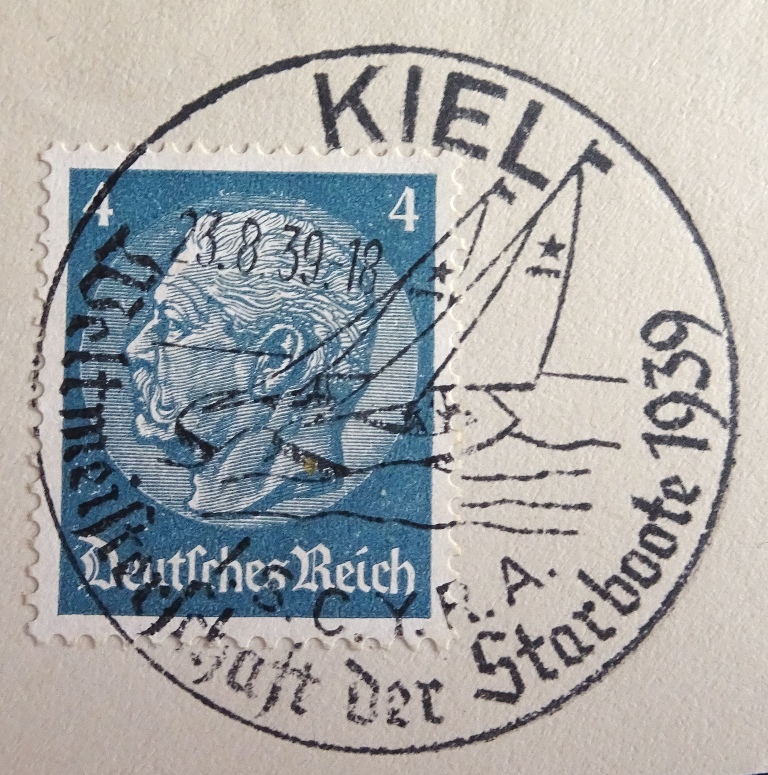 KIEL
4 4
23.8.39.18
Deutsches Reich
I.S.C.Y.R.A.
Weltmeisterschaft der Starboote 1939